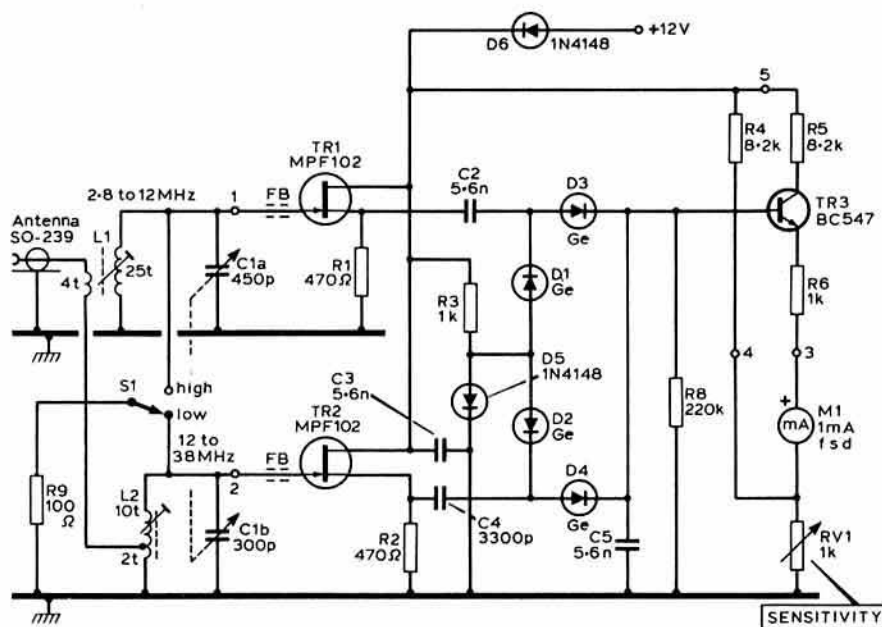 D6
1N4148
+12V
5
R4
8·2k
R5
8·2k
TR1
MPF102
C2
5·6n
D3
Ge
TR3
BC547
2·8 to 12MHz
1
FB
Antenna
SO-239
L1
4t
25t
C1a
450p
R1
470Ω
R3
1k
D1
Ge
R6
1k
D5
1N4148
4
3
S1
high
low
C3
5·6n
TR2
MPF102
D2
Ge
R8
220k
+
mA
M1
1mA
fsd
12 to
38MHz
2
FB
D4
Ge
R9
100
Ω
L2
10t
2t
C1b
300p
R2
470Ω
C4
3300p
C5
5·6n
RV1
1k
SENSITIVITY